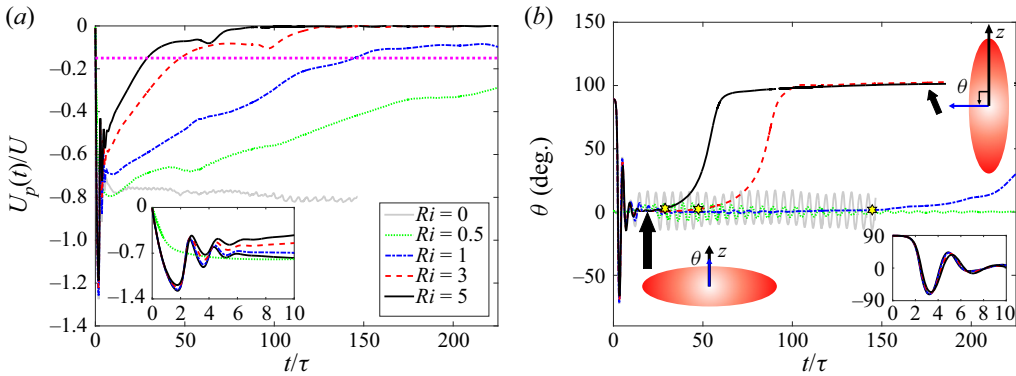 (a)
0
−0.2
−0.4
−0.6
−0.8
−1.0
−1.2
−1.4
U_p(t)/U
0
−0.7
−1.4
0 2 4 6 8 10
Ri = 0
Ri = 0.5
Ri = 1
Ri = 3
Ri = 5
0 50 100 150 200
t/τ
(b)
150
100
50
0
−50
θ (deg.)
z
θ
θ
z
90
0
−90
0 2 4 6 8 10
0 50 100 150 200
t/τ